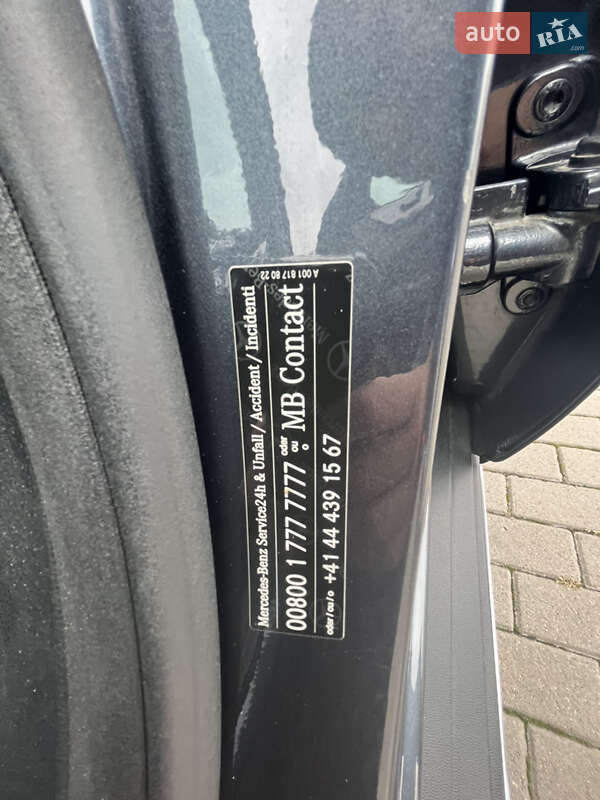 auto
RIA
.com
A 001 817 80 22
Mercedes-Benz Service24h & Unfall / Accident / Incidenti
00800 1 777 7777 oder ou o MB Contact
oder / ou / o +41 44 439 15 67